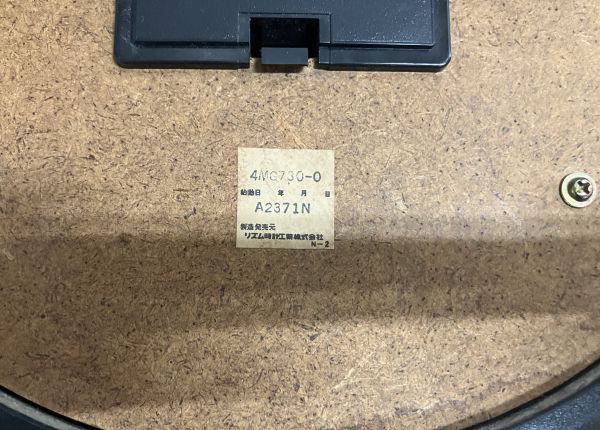 4MG730-0
始動日 年 月 日
A2371N
製造発売元
リズム時計工業株式会社
N-2